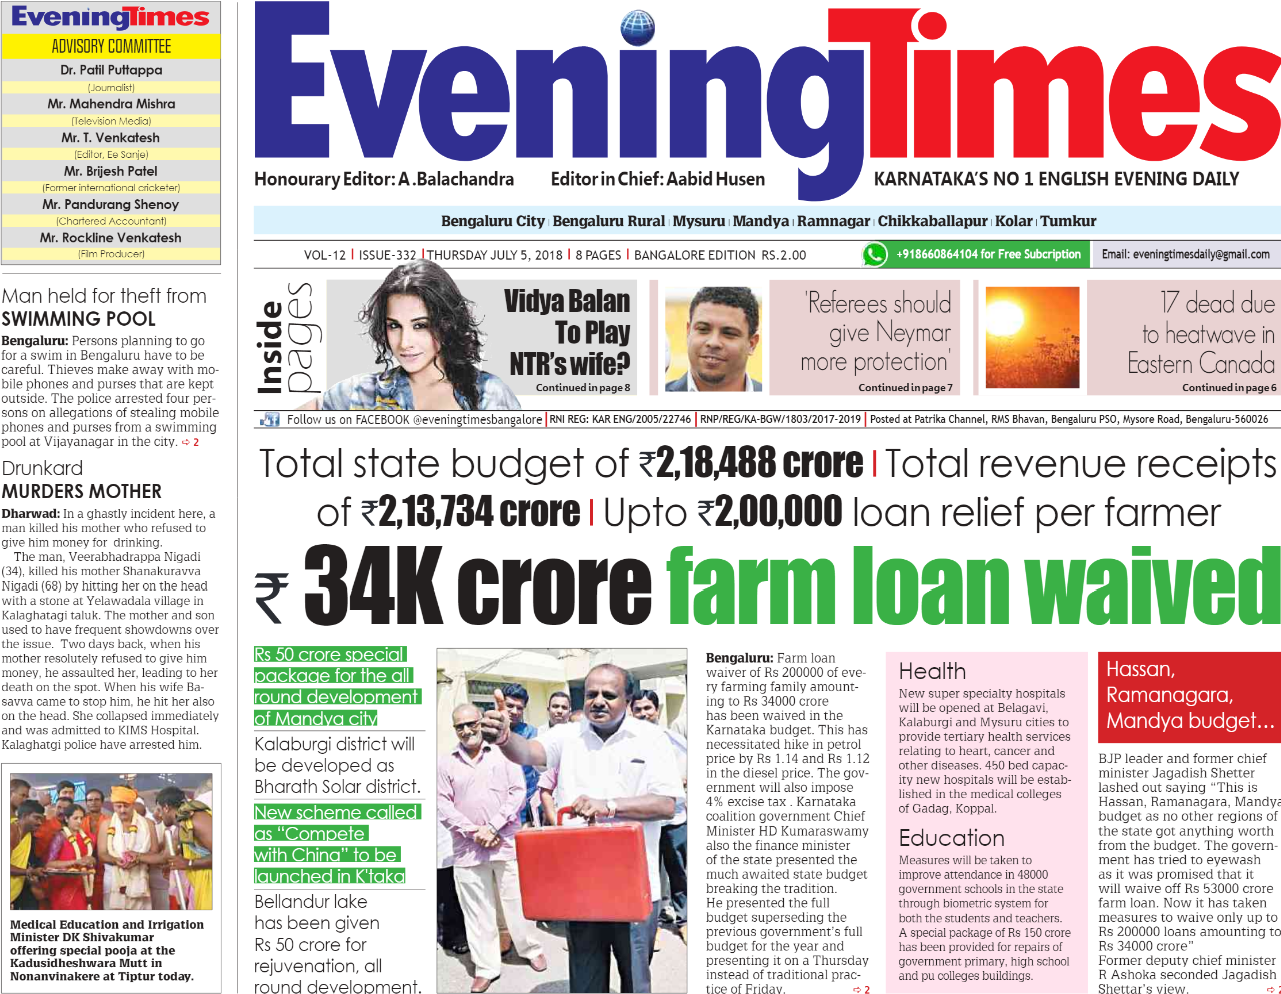 EveningTimes
ADVISORY COMMITTEE
Dr. Patil Puttappa
(Journalist)
Mr. Mahendra Mishra
(Television Media)
Mr. T. Venkatesh
(Editor, Ee Sanje)
Mr. Brijesh Patel
(Former international cricketer)
Mr. Pandurang Shenoy
(Chartered Accountant)
Mr. Rockline Venkatesh
(Film Producer)
Man held for theft from
SWIMMING POOL
Bengaluru: Persons planning to go
for a swim in Bengaluru have to be
careful. Thieves make away with mo-
bile phones and purses that are kept
outside. The police arrested four per-
sons on allegations of stealing mobile
phones and purses from a swimming
pool at Vijayanagar in the city. ➪ 2
Drunkard
MURDERS MOTHER
Dharwad: In a ghastly incident here, a
man killed his mother who refused to
give him money for drinking.
The man, Veerabhadrappa Nigadi
(34), killed his mother Shanakuravva
Nigadi (68) by hitting her on the head
with a stone at Yelawadala village in
Kalaghatagi taluk. The mother and son
used to have frequent showdowns over
the issue. Two days back, when his
mother resolutely refused to give him
money, he assaulted her, leading to her
death on the spot. When his wife Ba-
savva came to stop him, he hit her also
on the head. She collapsed immediately
and was admitted to KIMS Hospital.
Kalaghatgi police have arrested him.
Medical Education and Irrigation
Minister DK Shivakumar
offering special pooja at the
Kadusidheshwara Mutt in
Nonanvinakere at Tiptur today.
EveningTimes
Honourary Editor: A .Balachandra
Editor in Chief: Aabid Husen
KARNATAKA'S NO 1 ENGLISH EVENING DAILY
Bengaluru City | Bengaluru Rural | Mysuru | Mandya | Ramnagar | Chikkaballapur | Kolar | Tumkur
VOL-12 | ISSUE-332 | THURSDAY JULY 5, 2018 | 8 PAGES | BANGALORE EDITION RS.2.00
+918660864104 for Free Subcription
Email: eveningtimesdaily@gmail.com
Inside
pages
Vidya Balan
To Play
NTR's wife?
Continued in page 8
'Referees should
give Neymar
more protection'
Continued in page 7
17 dead due
to heatwave in
Eastern Canada
Continued in page 6
Follow us on FACEBOOK @eveningtimesbangalore | RNI REG: KAR ENG/2005/22746 | RNP/REG/KA-BGW/1803/2017-2019 | Posted at Patrika Channel, RMS Bhavan, Bengaluru PSO, Mysore Road, Bengaluru-560026
Total state budget of ₹2,18,488 crore | Total revenue receipts
of ₹2,13,734 crore | Upto ₹2,00,000 loan relief per farmer
₹ 34K crore farm loan waived
Rs 50 crore special
package for the all
round development
of Mandya city
Kalaburgi district will
be developed as
Bharath Solar district.
New scheme called
as “Compete
with China” to be
launched in K'taka
Bellandur lake
has been given
Rs 50 crore for
rejuvenation, all
round development.
Bengaluru: Farm loan
waiver of Rs 200000 of eve-
ry farming family amount-
ing to Rs 34000 crore
has been waived in the
Karnataka budget. This has
necessitated hike in petrol
price by Rs 1.14 and Rs 1.12
in the diesel price. The gov-
ernment will also impose
4% excise tax . Karnataka
coalition government Chief
Minister HD Kumaraswamy
also the finance minister
of the state presented the
much awaited state budget
breaking the tradition.
He presented the full
budget superseding the
previous government's full
budget for the year and
presenting it on a Thursday
instead of traditional prac-
tice of Friday. ➪ 2
Health
New super specialty hospitals
will be opened at Belagavi,
Kalaburgi and Mysuru cities to
provide tertiary health services
relating to heart, cancer and
other diseases. 450 bed capac-
ity new hospitals will be estab-
lished in the medical colleges
of Gadag, Koppal.
Education
Measures will be taken to
improve attendance in 48000
government schools in the state
through biometric system for
both the students and teachers.
A special package of Rs 150 crore
has been provided for repairs of
government primary, high school
and pu colleges buildings.
Hassan,
Ramanagara,
Mandya budget...
BJP leader and former chief
minister Jagadish Shetter
lashed out saying “This is
Hassan, Ramanagara, Mandya
budget as no other regions of
the state got anything worth
from the budget. The govern-
ment has tried to eyewash
as it was promised that it
will waive off Rs 53000 crore
farm loan. Now it has taken
measures to waive only up to
Rs 200000 loans amounting to
Rs 34000 crore”
Former deputy chief minister
R Ashoka seconded Jagadish
Shettar's view. ➪ 2